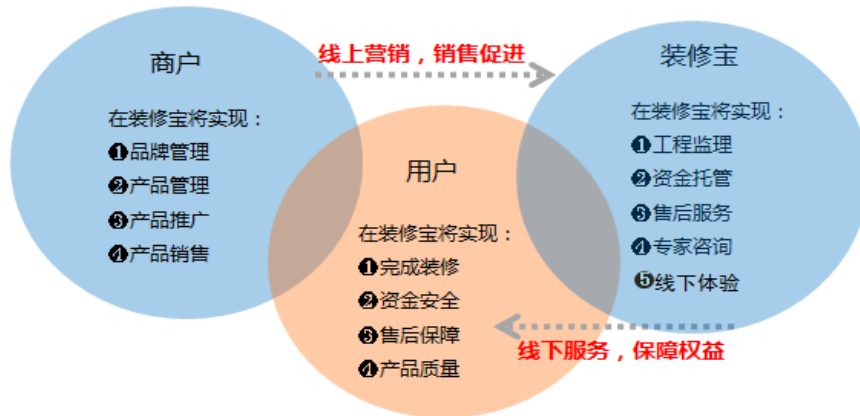 商户
在装修宝将实现：
❶品牌管理
❷产品管理
❸产品推广
❹产品销售
线上营销，销售促进
用户
在装修宝将实现：
❶完成装修
❷资金安全
❸售后保障
❹产品质量
装修宝
在装修宝将实现：
❶工程监理
❷资金托管
❸售后服务
❹专家咨询
❺线下体验
线下服务，保障权益